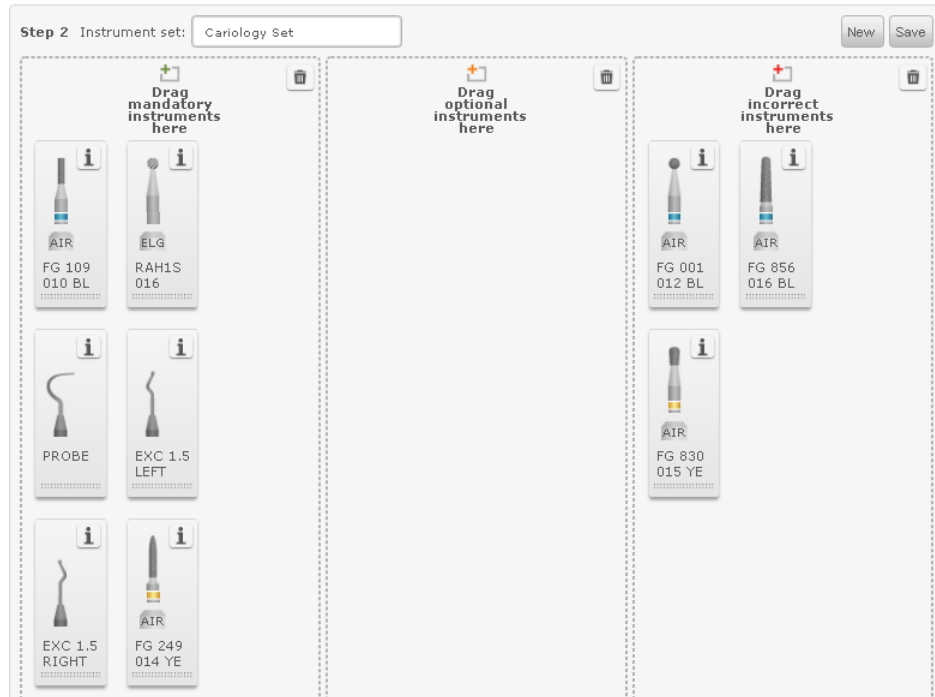 Step 2 Instrument set: Cariology Set New Save
Drag
mandatory
instruments
here
Drag
optional
instruments
here
Drag
incorrect
instruments
here
i i i i
AIR ELG AIR AIR
FG 109 RAH1S FG 001 FG 856
010 BL 016 012 BL 016 BL
i i i
AIR
PROBE EXC 1.5 FG 830
LEFT 015 YE
i i
AIR
EXC 1.5 FG 249
RIGHT 014 YE